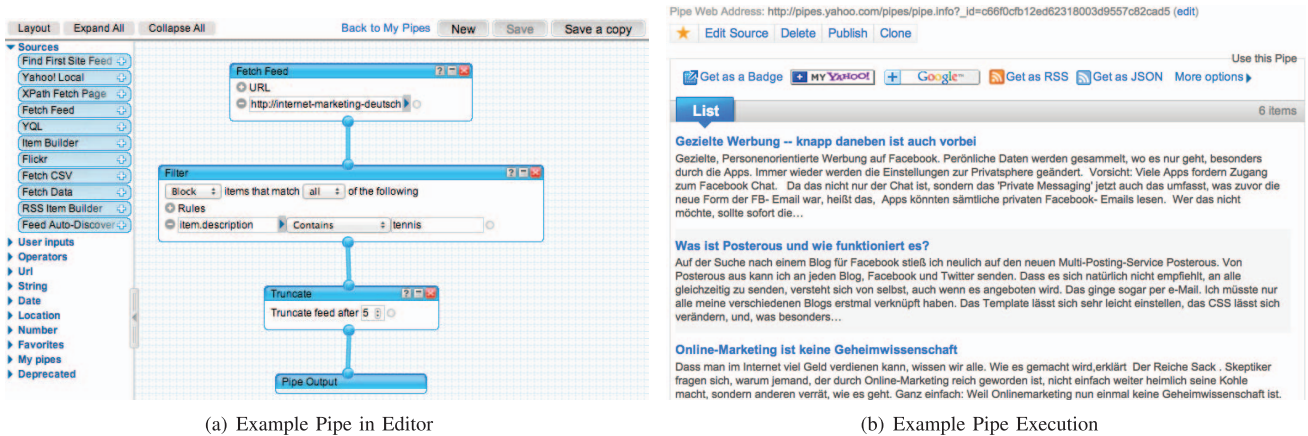 Layout Expand All Collapse All Back to My Pipes New Save Save a copy
Sources
Find First Site Feed
Yahoo! Local
XPath Fetch Page
Fetch Feed
YQL
Item Builder
Flickr
Fetch CSV
Fetch Data
RSS Item Builder
Feed Auto-Discover
User inputs
Operators
Url
String
Date
Location
Number
Favorites
My pipes
Deprecated
Fetch Feed
URL
http://internet-marketing-deutsch
Filter
Block items that match all of the following
Rules
item.description Contains tennis
Truncate
Truncate feed after 5
Pipe Output
(a) Example Pipe in Editor
Pipe Web Address: http://pipes.yahoo.com/pipes/pipe.info?_id=c66f0cfb12ed62318003d9557c82cad5 (edit)
Edit Source Delete Publish Clone
Use this Pipe
Get as a Badge MY YAHOO! Google Get as RSS Get as JSON More options
List 6 items
Gezielte Werbung -- knapp daneben ist auch vorbei
Gezielte, Personenorientierte Werbung auf Facebook. Perönliche Daten werden gesammelt, wo es nur geht, besonders
durch die Apps. Immer wieder werden die Einstellungen zur Privatsphere geändert. Vorsicht: Viele Apps fordern Zugang
zum Facebook Chat. Da das nicht nur der Chat ist, sondern das 'Private Messaging' jetzt auch das umfasst, was zuvor die
neue Form der FB- Email war, heißt das, Apps könnten sämtliche privaten Facebook- Emails lesen. Wer das nicht
möchte, sollte sofort die…
Was ist Posterous und wie funktioniert es?
Auf der Suche nach einem Blog für Facebook stieß ich neulich auf den neuen Multi-Posting-Service Posterous. Von
Posterous aus kann ich an jeden Blog, Facebook und Twitter senden. Dass es sich natürlich nicht empfiehlt, an alle
gleichzeitig zu senden, versteht sich von selbst, auch wenn es angeboten wird. Das ginge sogar per e-Mail. Ich müsste nur
alle meine verschiedenen Blogs erstmal verknüpft haben. Das Template lässt sich sehr leicht einstellen, das CSS lässt sich
verändern, und, was besonders…
Online-Marketing ist keine Geheimwissenschaft
Dass man im Internet viel Geld verdienen kann, wissen wir alle. Wie es gemacht wird,erklärt Der Reiche Sack . Skeptiker
fragen sich, warum jemand, der durch Online-Marketing reich geworden ist, nicht einfach weiter heimlich seine Kohle
macht, sondern anderen verrät, wie es geht. Ganz einfach: Weil Onlinemarketing nun einmal keine Geheimwissenschaft ist.
(b) Example Pipe Execution